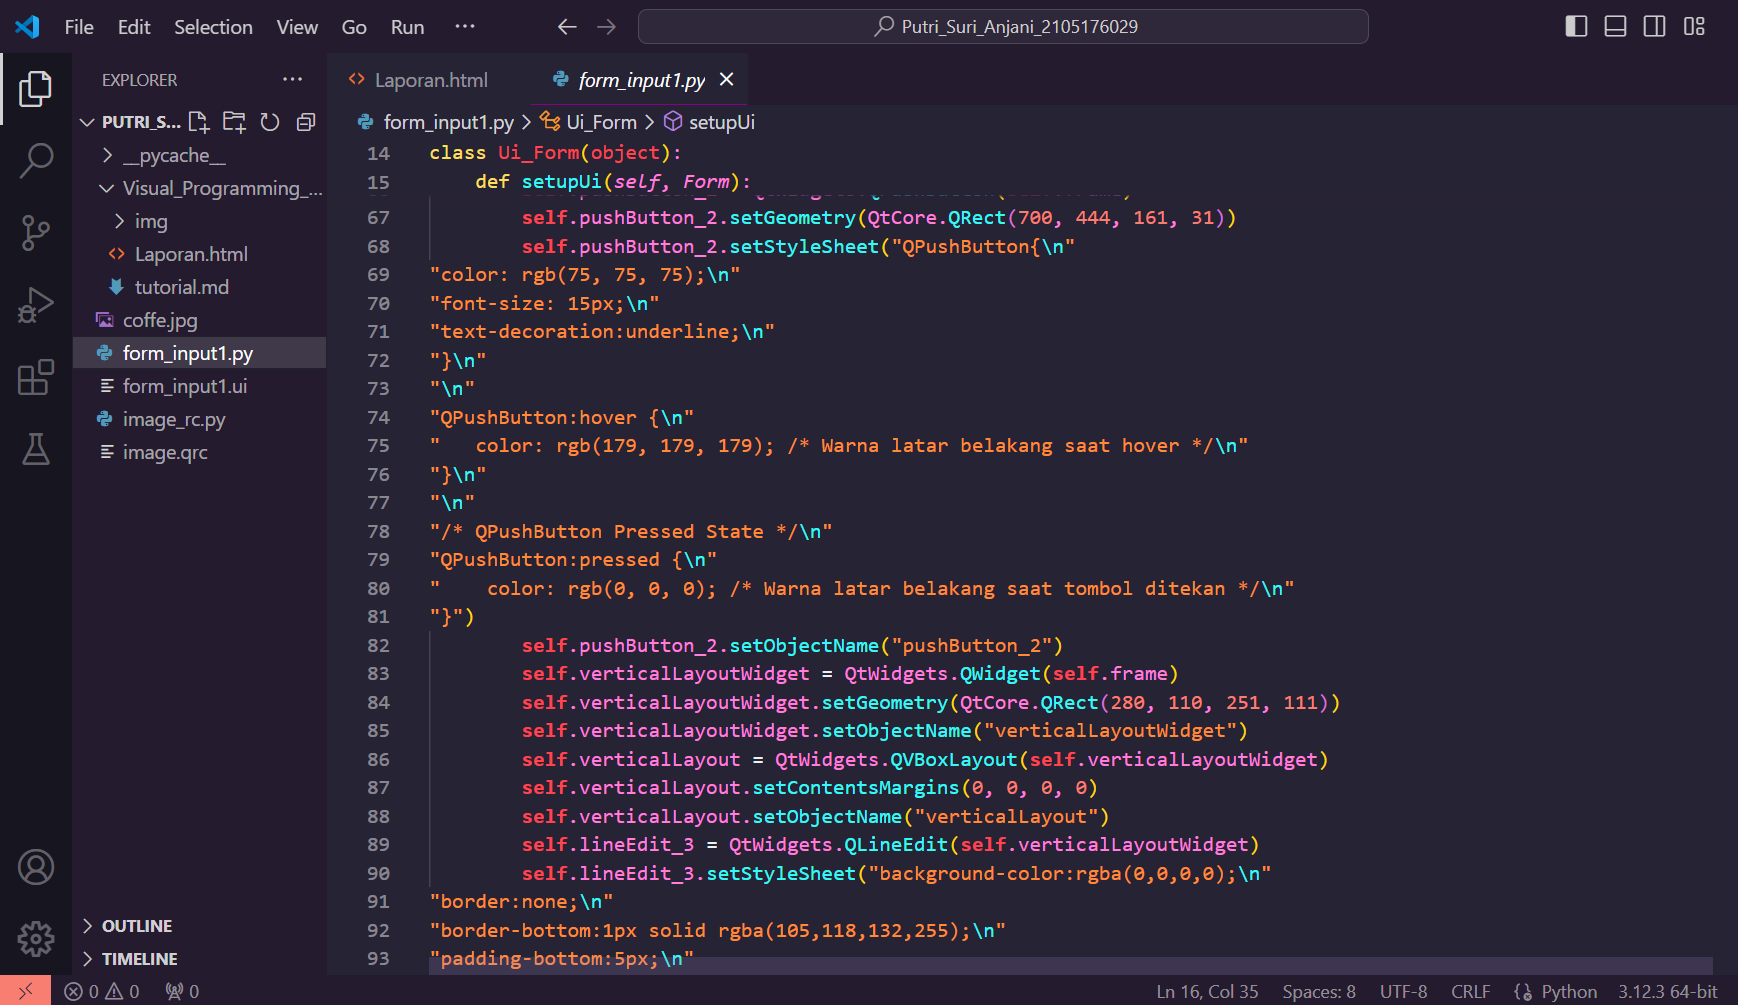 File Edit Selection View Go Run ···
Putri_Suri_Anjani_2105176029
EXPLORER ···
PUTRI_S...
__pycache__
Visual_Programming_...
img
Laporan.html
tutorial.md
coffe.jpg
form_input1.py
form_input1.ui
image_rc.py
image.qrc
OUTLINE
TIMELINE
Laporan.html
form_input1.py
form_input1.py > Ui_Form > setupUi
14 class Ui_Form(object):
15 def setupUi(self, Form):
67 self.pushButton_2.setGeometry(QtCore.QRect(700, 444, 161, 31))
68 self.pushButton_2.setStyleSheet("QPushButton{\n"
69 "color: rgb(75, 75, 75);\n"
70 "font-size: 15px;\n"
71 "text-decoration:underline;\n"
72 "}\n"
73 "\n"
74 "QPushButton:hover {\n"
75 "   color: rgb(179, 179, 179); /* Warna latar belakang saat hover */\n"
76 "}\n"
77 "\n"
78 "/* QPushButton Pressed State */\n"
79 "QPushButton:pressed {\n"
80 "    color: rgb(0, 0, 0); /* Warna latar belakang saat tombol ditekan */\n"
81 "}")
82 self.pushButton_2.setObjectName("pushButton_2")
83 self.verticalLayoutWidget = QtWidgets.QWidget(self.frame)
84 self.verticalLayoutWidget.setGeometry(QtCore.QRect(280, 110, 251, 111))
85 self.verticalLayoutWidget.setObjectName("verticalLayoutWidget")
86 self.verticalLayout = QtWidgets.QVBoxLayout(self.verticalLayoutWidget)
87 self.verticalLayout.setContentsMargins(0, 0, 0, 0)
88 self.verticalLayout.setObjectName("verticalLayout")
89 self.lineEdit_3 = QtWidgets.QLineEdit(self.verticalLayoutWidget)
90 self.lineEdit_3.setStyleSheet("background-color:rgba(0,0,0,0);\n"
91 "border:none;\n"
92 "border-bottom:1px solid rgba(105,118,132,255);\n"
93 "padding-bottom:5px;\n"
0 0 0 Ln 16, Col 35 Spaces: 8 UTF-8 CRLF Python 3.12.3 64-bit